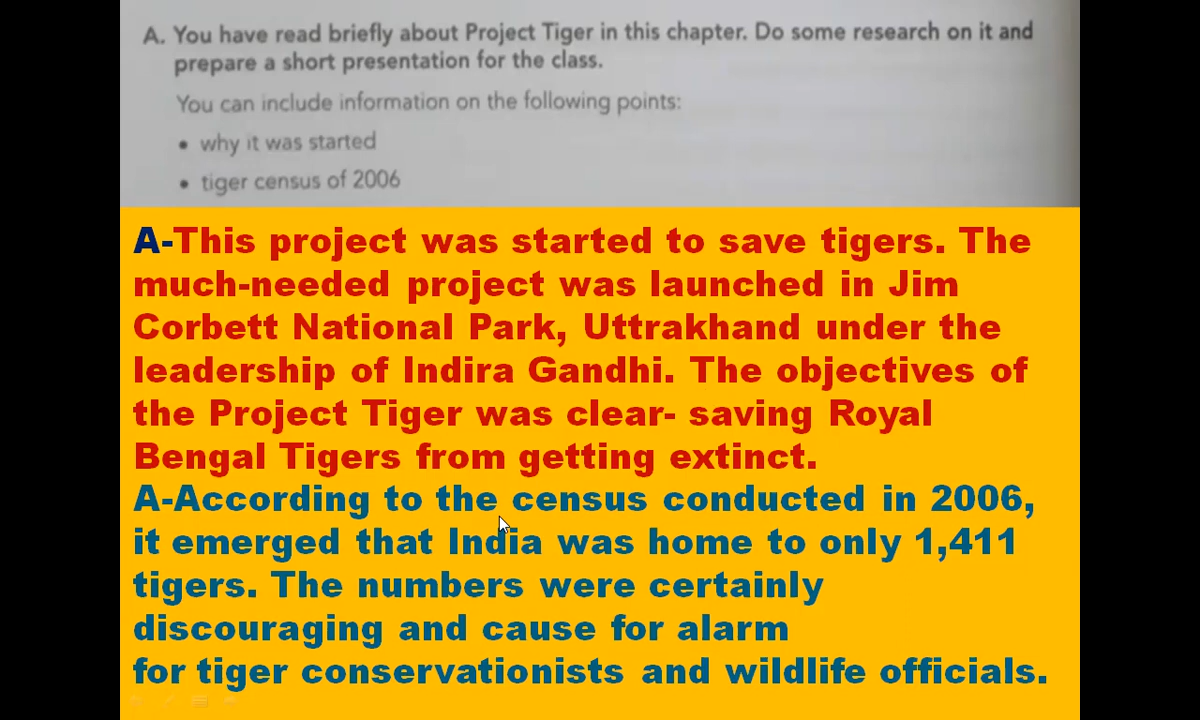 A. You have read briefly about Project Tiger in this chapter. Do some research on it and
prepare a short presentation for the class.
You can include information on the following points:
• why it was started
• tiger census of 2006
A-This project was started to save tigers. The
much-needed project was launched in Jim
Corbett National Park, Uttrakhand under the
leadership of Indira Gandhi. The objectives of
the Project Tiger was clear- saving Royal
Bengal Tigers from getting extinct.
A-According to the census conducted in 2006,
it emerged that India was home to only 1,411
tigers. The numbers were certainly
discouraging and cause for alarm
for tiger conservationists and wildlife officials.